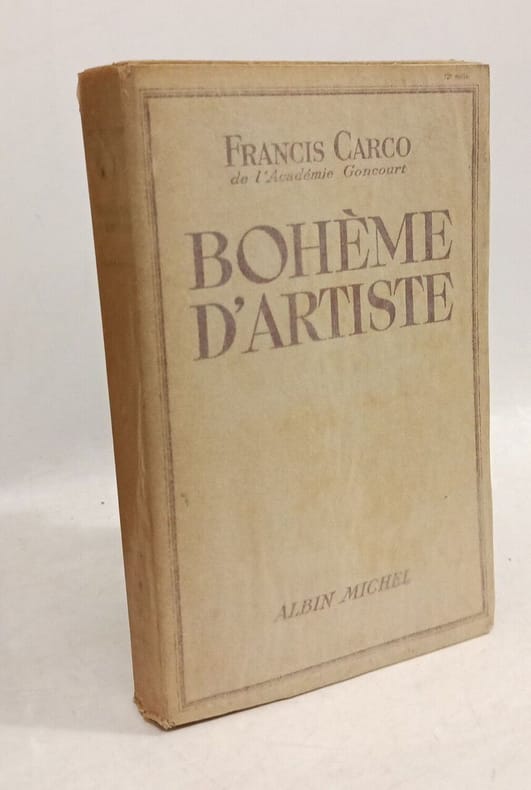 FRANCIS CARCO
de l'Académie Goncourt
BOHÈME
D'ARTISTE
ALBIN MICHEL